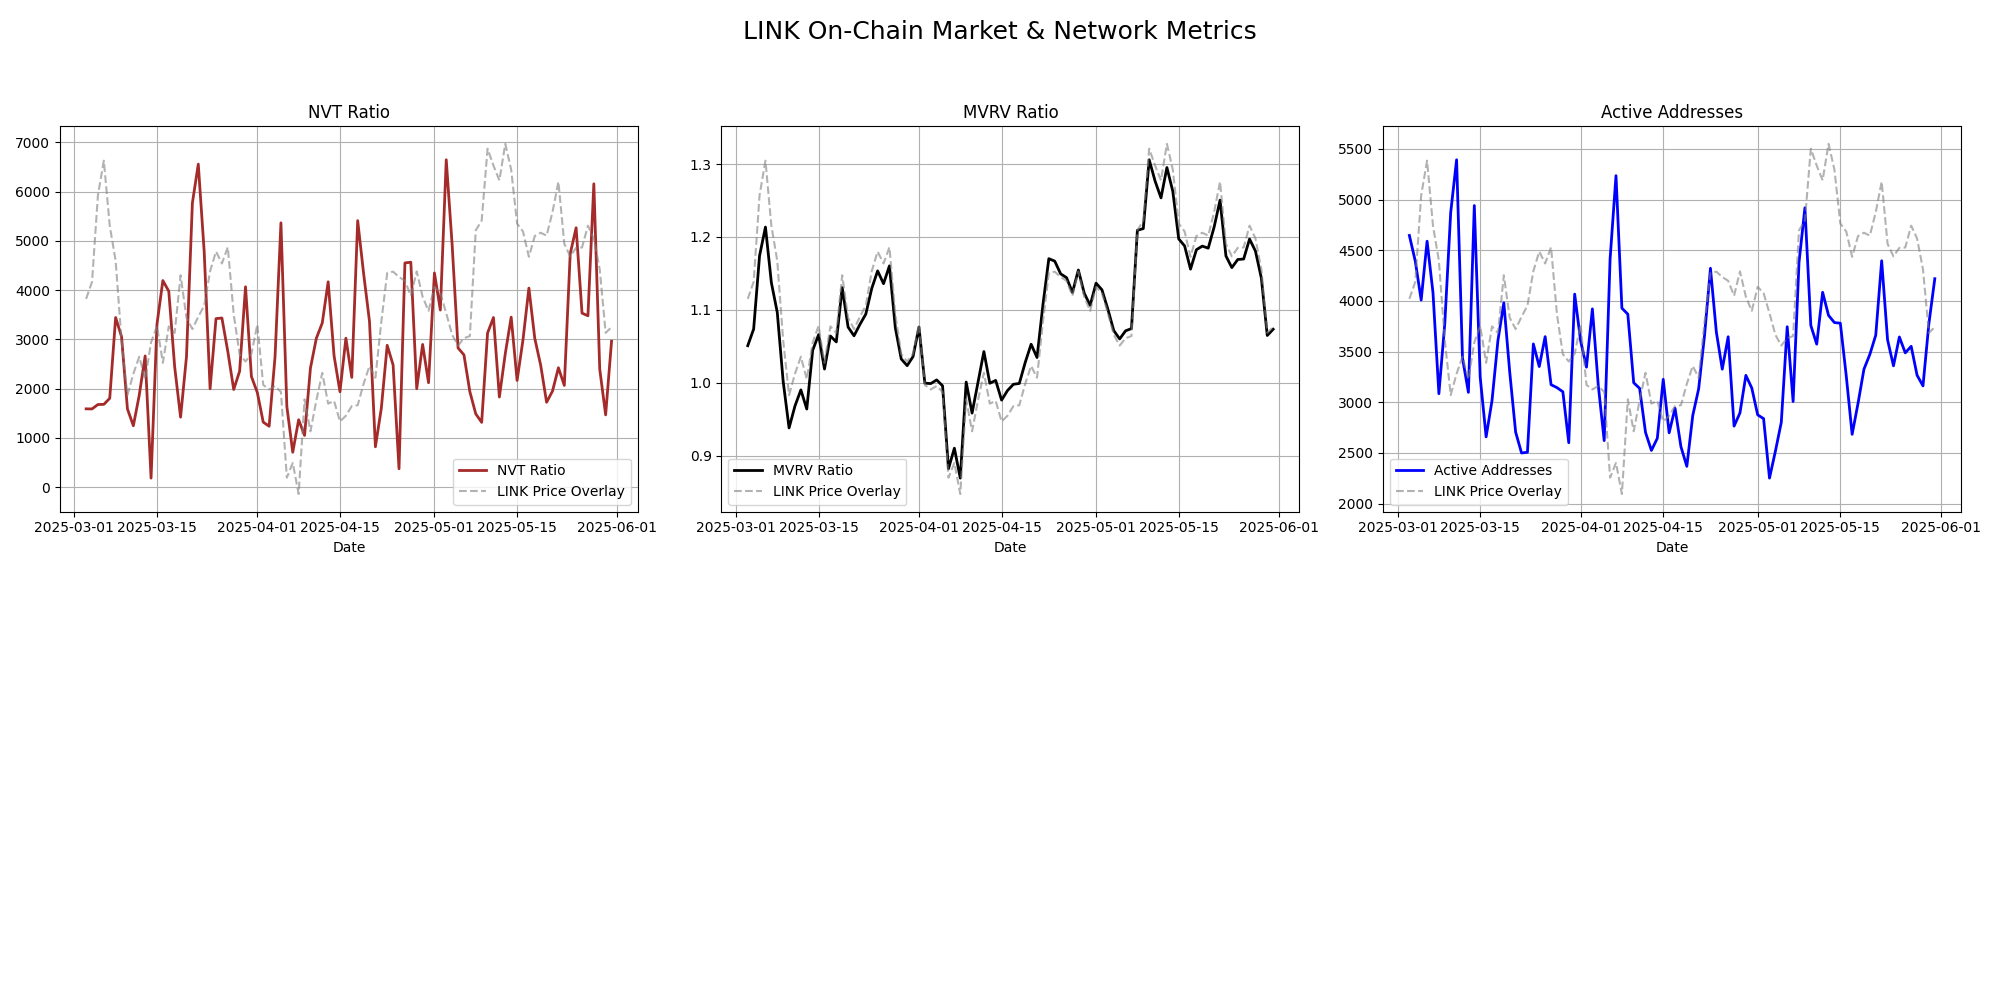 LINK On-Chain Market & Network Metrics
NVT Ratio
7000
6000
5000
4000
3000
2000
1000
0
NVT Ratio
LINK Price Overlay
2025-03-01 2025-03-15 2025-04-01 2025-04-15 2025-05-01 2025-05-15 2025-06-01
Date
MVRV Ratio
1.3
1.2
1.1
1.0
0.9
MVRV Ratio
LINK Price Overlay
2025-03-01 2025-03-15 2025-04-01 2025-04-15 2025-05-01 2025-05-15 2025-06-01
Date
Active Addresses
5500
5000
4500
4000
3500
3000
2500
2000
Active Addresses
LINK Price Overlay
2025-03-01 2025-03-15 2025-04-01 2025-04-15 2025-05-01 2025-05-15 2025-06-01
Date